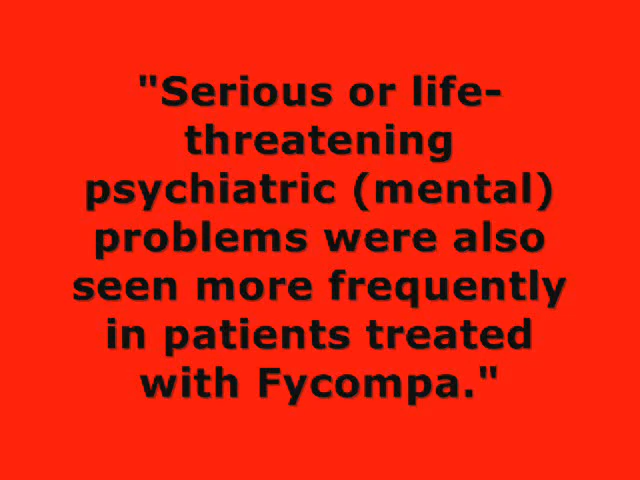 "Serious or life-
threatening
psychiatric (mental)
problems were also
seen more frequently
in patients treated
with Fycompa."